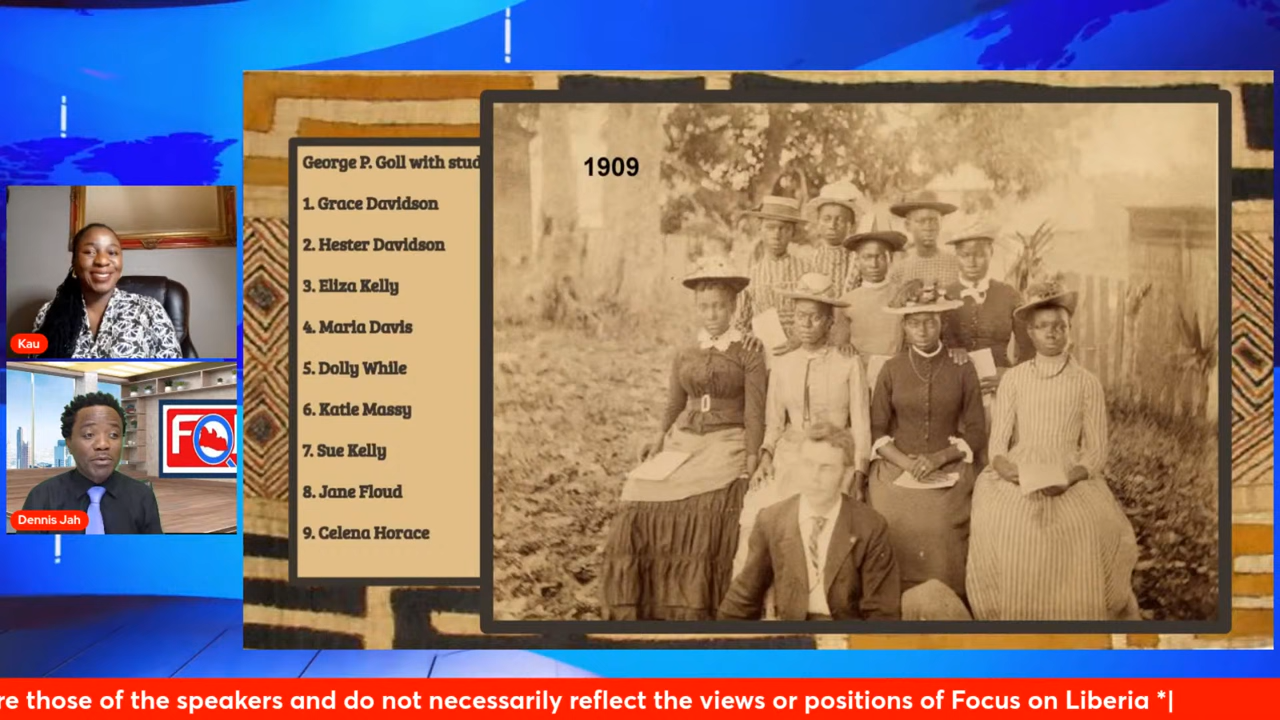 George P. Goll with stud
1. Grace Davidson
2. Hester Davidson
3. Eliza Kelly
4. Maria Davis
5. Dolly While
6. Katie Massy
7. Sue Kelly
8. Jane Floud
9. Celena Horace
1909
Kau
Dennis Jah
re those of the speakers and do not necessarily reflect the views or positions of Focus on Liberia *|